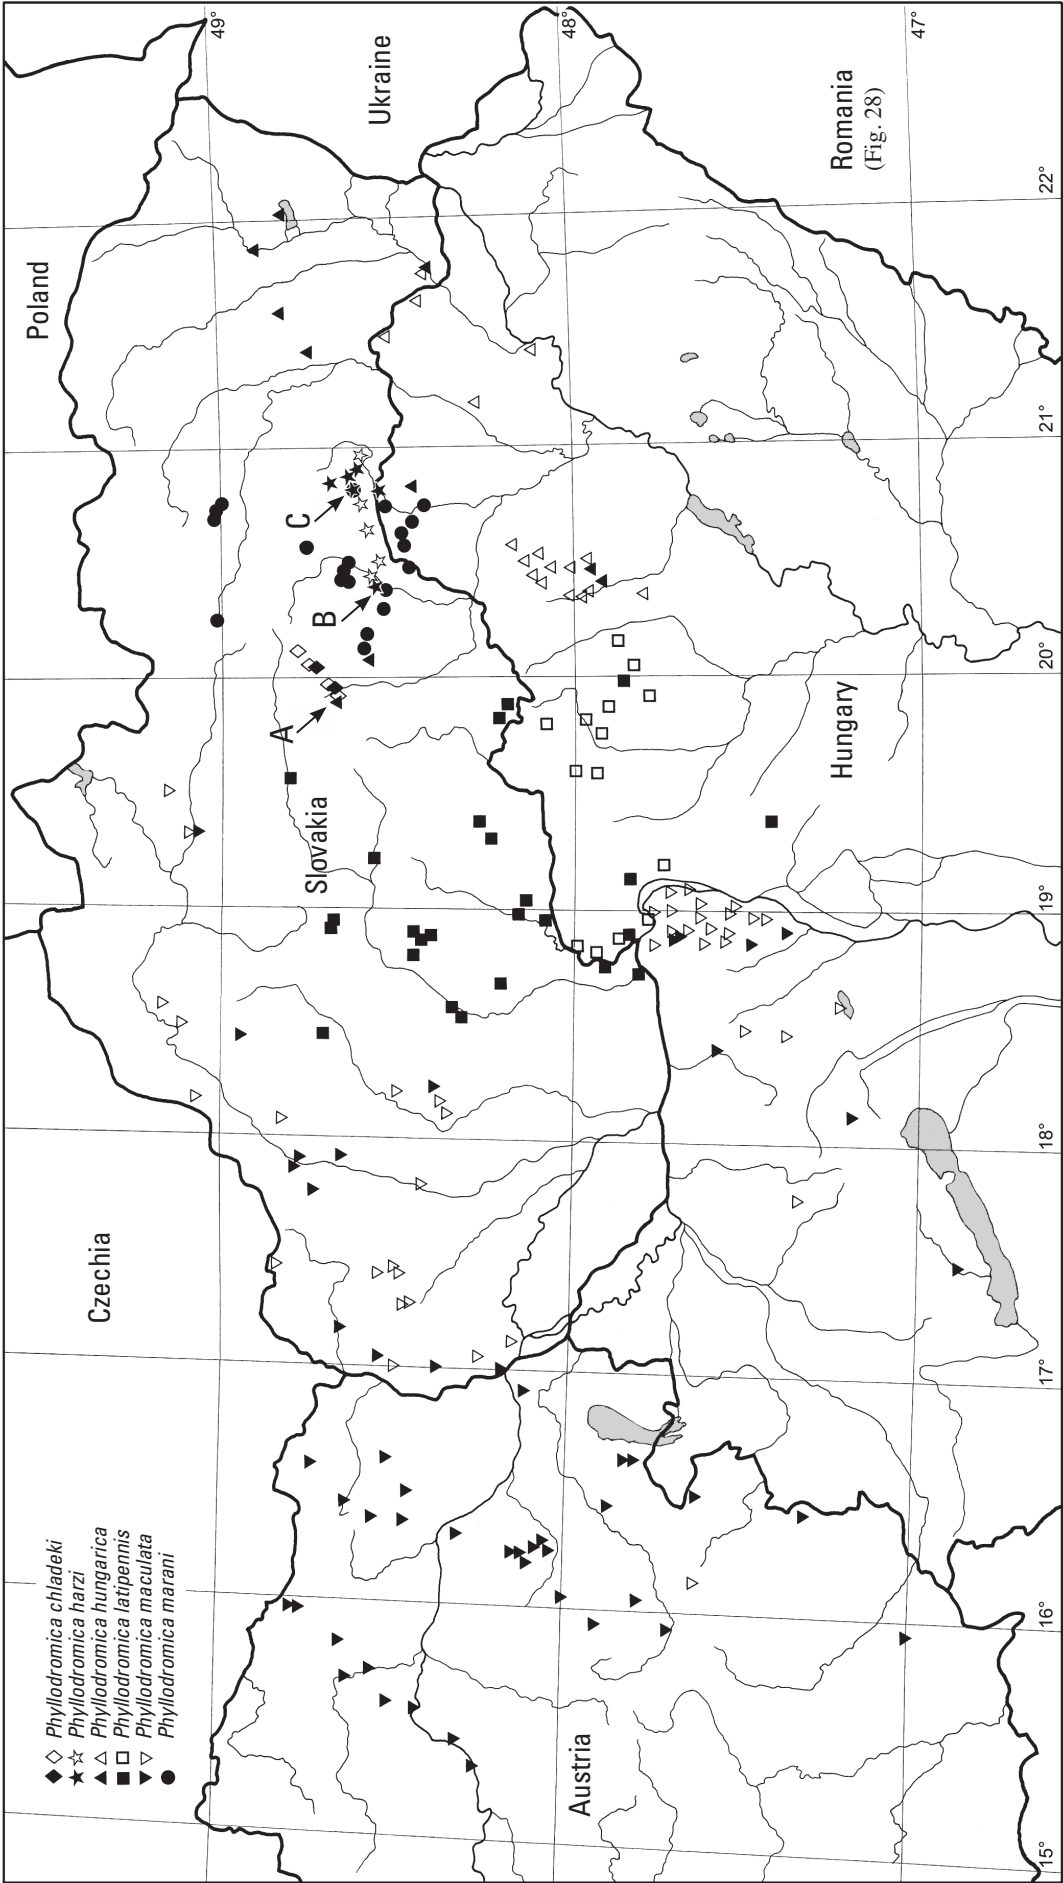 Phyllodromica chladeki
Phyllodromica harzi
Phyllodromica hungarica
Phyllodromica latipennis
Phyllodromica maculata
Phyllodromica marani
Czechia
Poland
Slovakia
Ukraine
Austria
Hungary
Romania
(Fig. 28)
A
B
C
49°
48°
47°
15°
16°
17°
18°
19°
20°
21°
22°